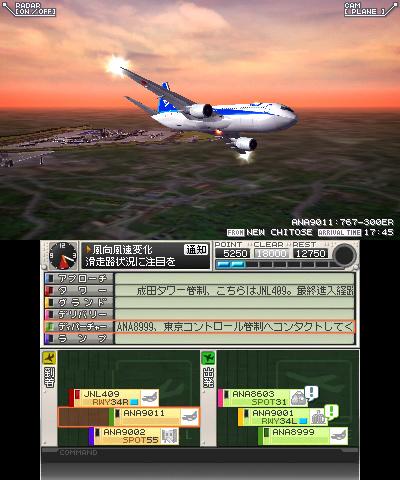 RADAR
[ON/OFF]
CAM
[PLANE]
ANA9011:767-300ER
FROM NEW CHITOSE ARRIVAL TIME 17:45
風向風速変化
滑走路状況に注目を
通知
POINT CLEAR REST
5250 18000 12750
アプローチ
タワー
成田タワー管制、こちらはJNL409。最終進入経路
グランド
デリバリー
ディパーチャー
ANA8999、東京コントロール管制へコンタクトしてく
ランプ
到着
JNL409
RWY34R
ANA9011
ANA9002
SPOT55
L
出発
ANA8603
SPOT31
ANA9001
RWY34L
ANA8999
COMMAND